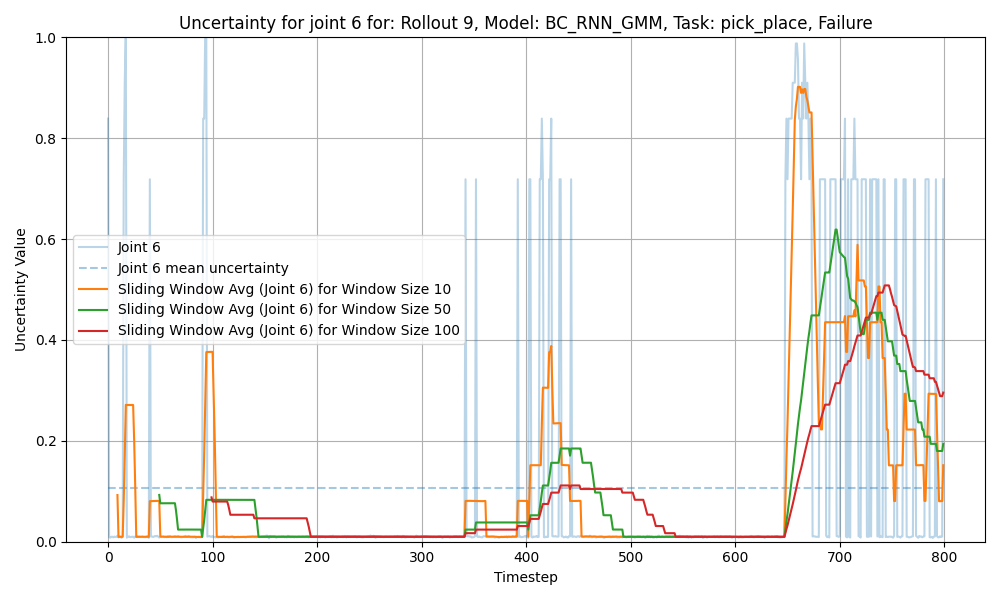 Uncertainty for joint 6 for: Rollout 9, Model: BC_RNN_GMM, Task: pick_place, Failure
Uncertainty Value
1.0
0.8
0.6
0.4
0.2
0.0
Joint 6
Joint 6 mean uncertainty
Sliding Window Avg (Joint 6) for Window Size 10
Sliding Window Avg (Joint 6) for Window Size 50
Sliding Window Avg (Joint 6) for Window Size 100
0 100 200 300 400 500 600 700 800
Timestep